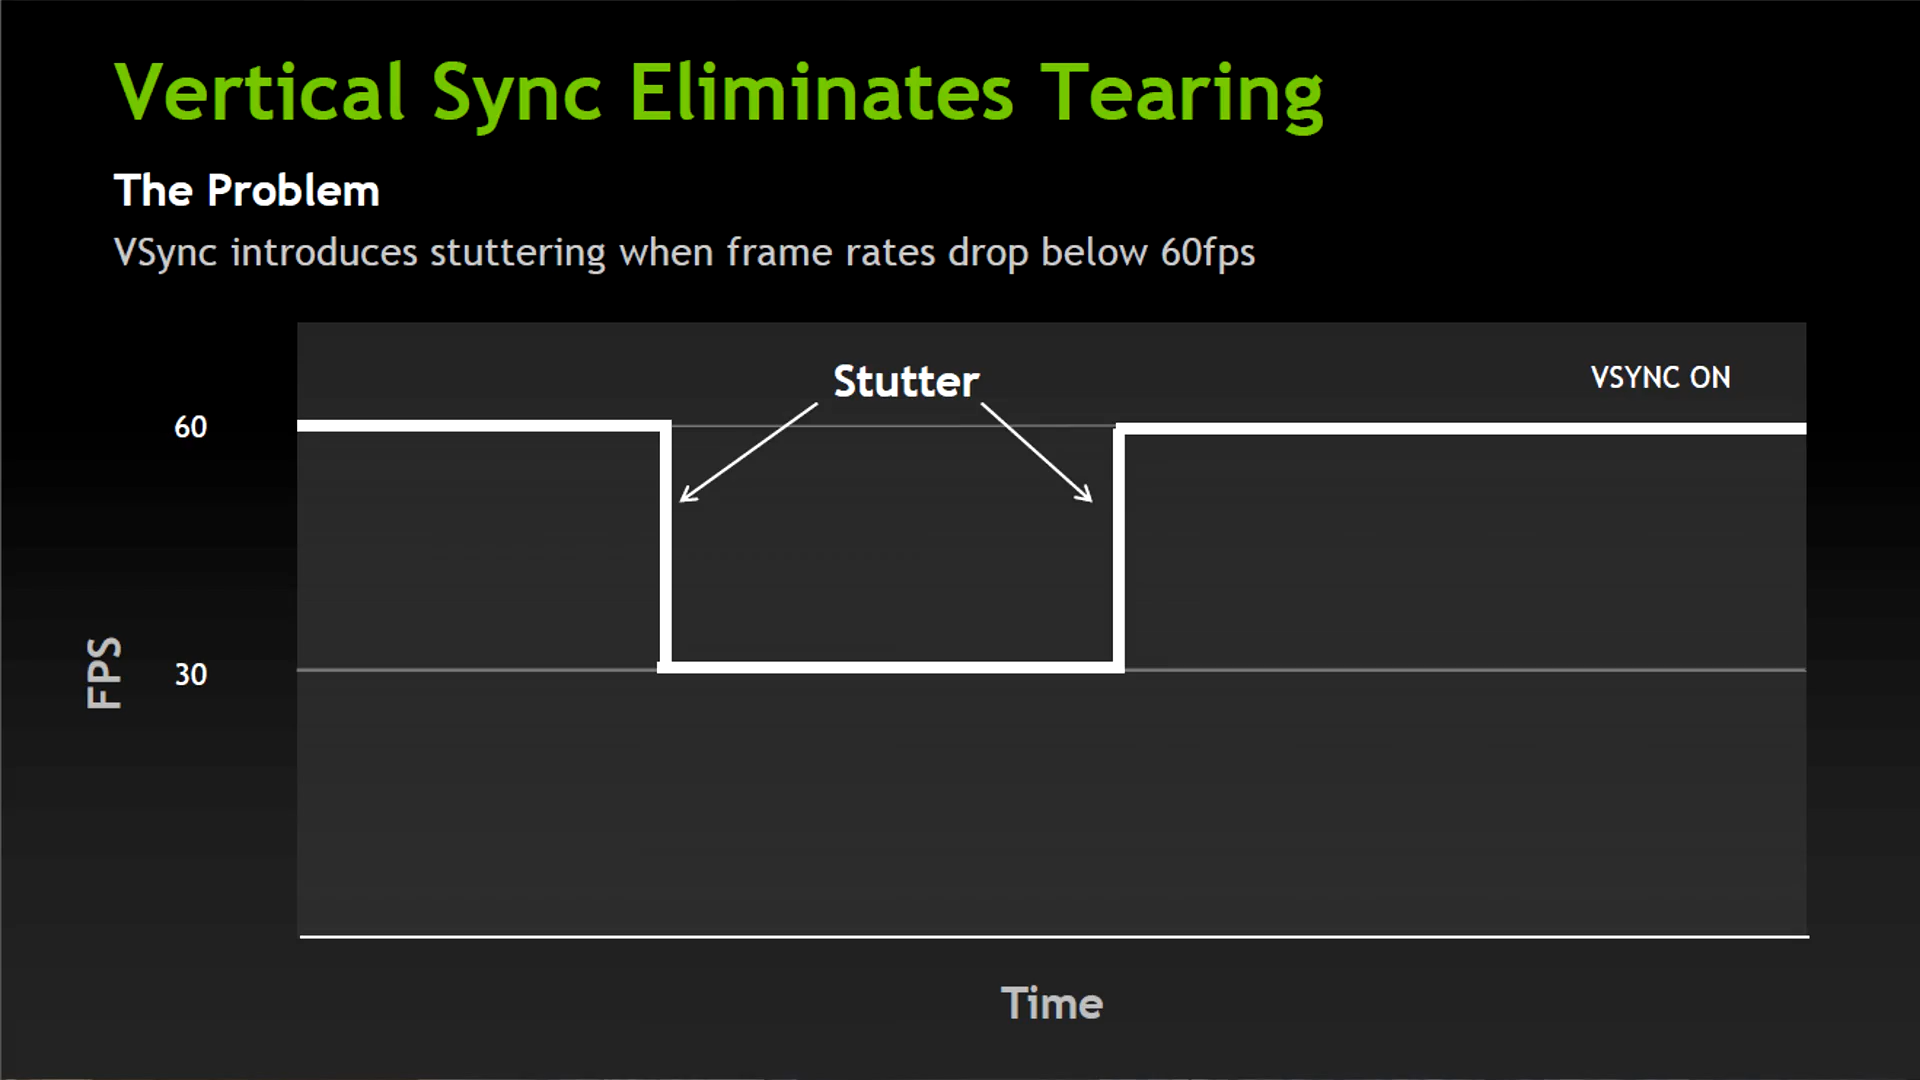 Vertical Sync Eliminates Tearing
The Problem
VSync introduces stuttering when frame rates drop below 60fps
Stutter
VSYNC ON
60
30
FPS
Time